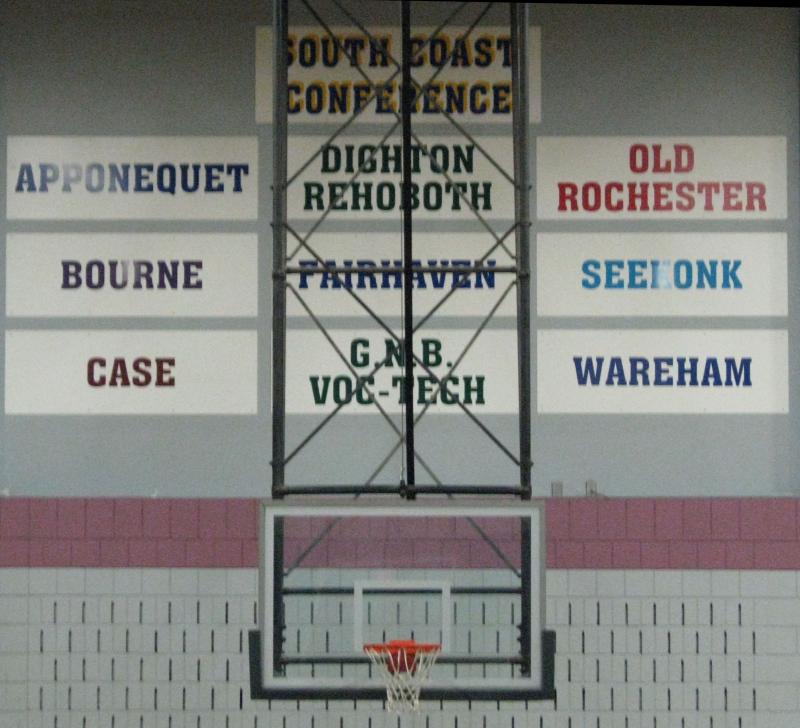 SOUTH COAST
CONFERENCE
APPONEQUET
DIGHTON
REHOBOTH
OLD
ROCHESTER
BOURNE
FAIRHAVEN
SEEKONK
CASE
G.N.B.
VOC-TECH
WAREHAM